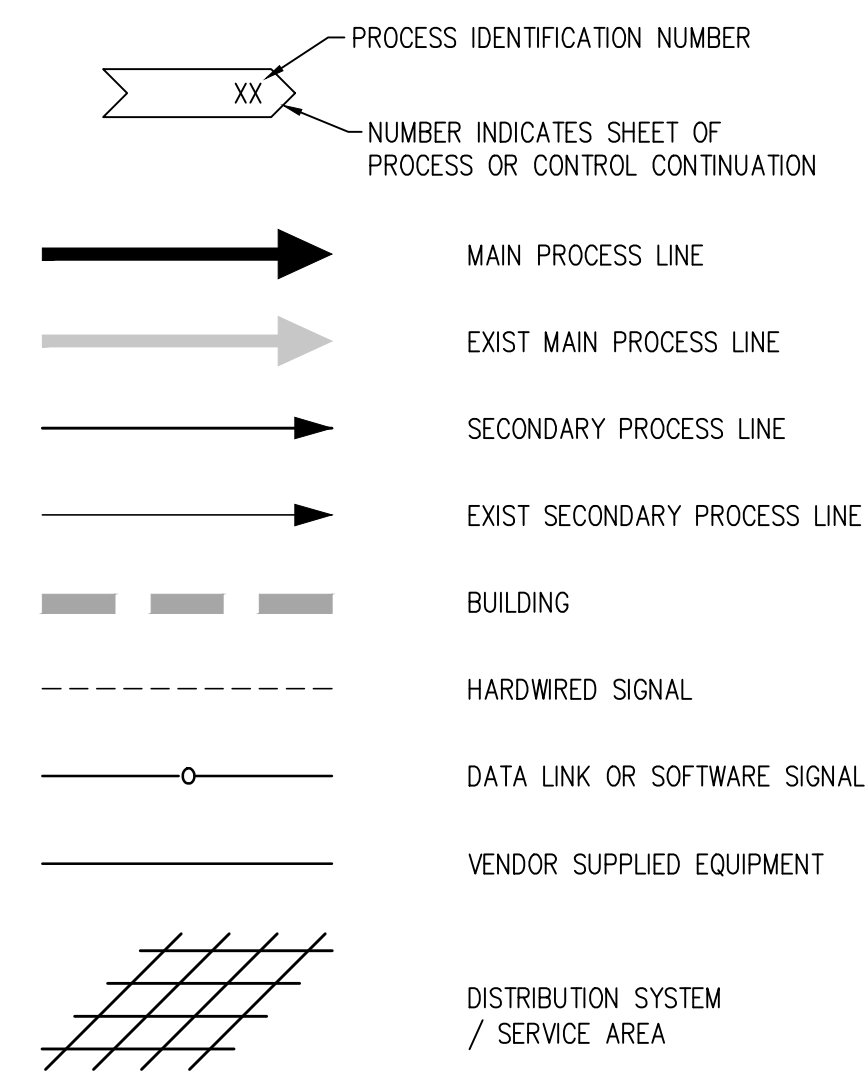 PROCESS IDENTIFICATION NUMBER
XX
NUMBER INDICATES SHEET OF
PROCESS OR CONTROL CONTINUATION
MAIN PROCESS LINE
EXIST MAIN PROCESS LINE
SECONDARY PROCESS LINE
EXIST SECONDARY PROCESS LINE
BUILDING
HARDWIRED SIGNAL
DATA LINK OR SOFTWARE SIGNAL
VENDOR SUPPLIED EQUIPMENT
DISTRIBUTION SYSTEM
/ SERVICE AREA